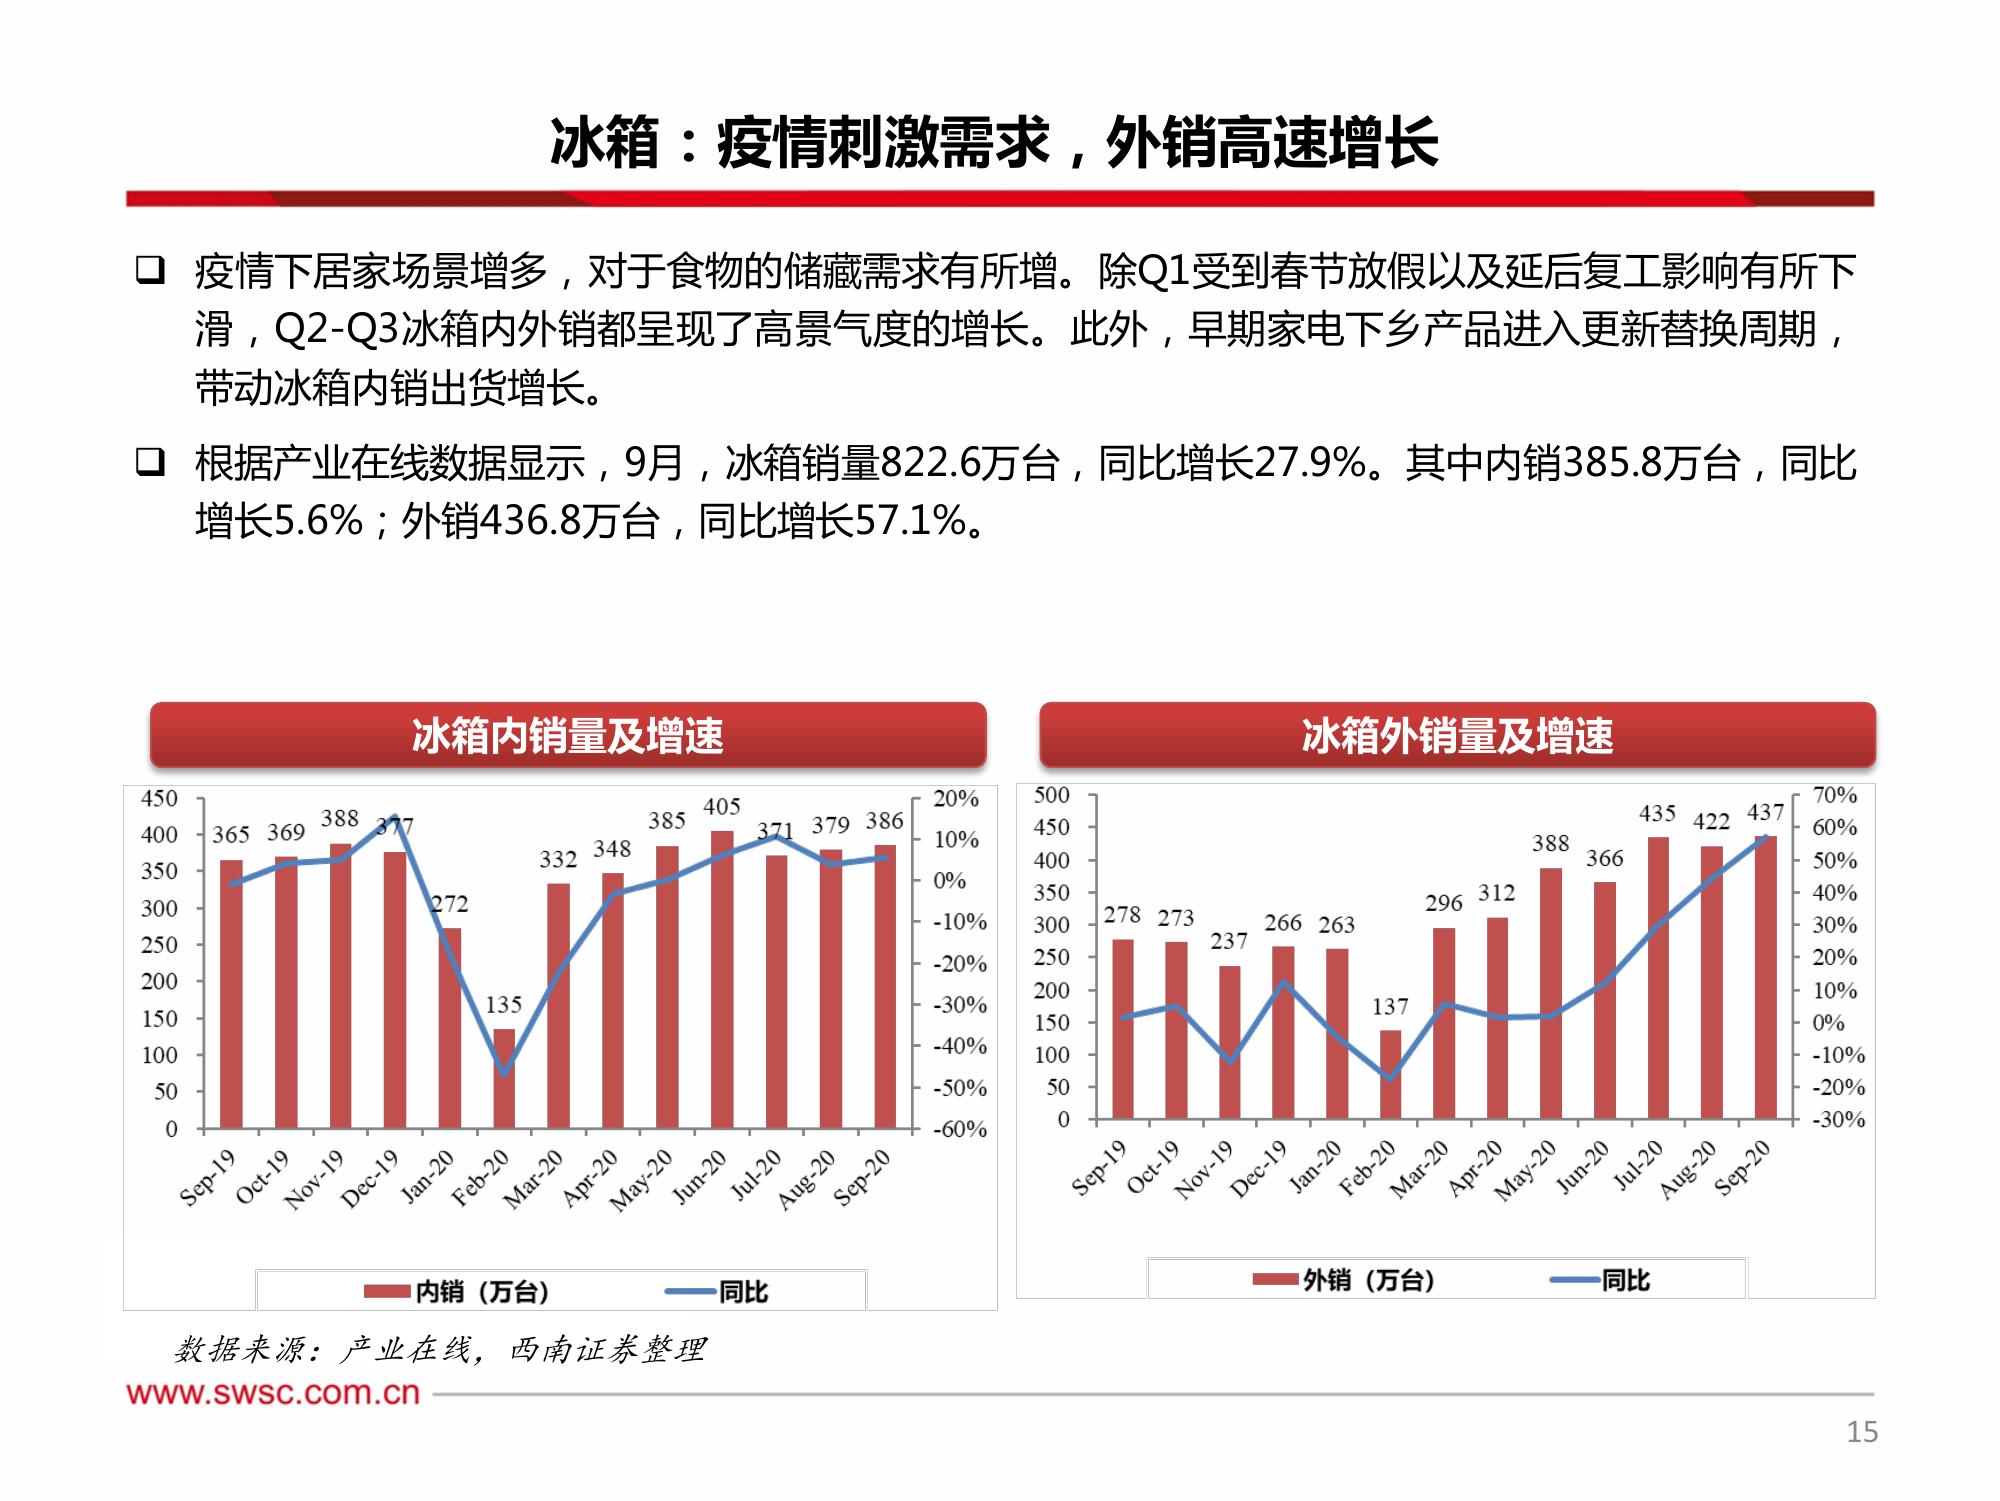 冰箱：疫情刺激需求，外销高速增长
❑ 疫情下居家场景增多，对于食物的储藏需求有所增。除Q1受到春节放假以及延后复工影响有所下
滑，Q2-Q3冰箱内外销都呈现了高景气度的增长。此外，早期家电下乡产品进入更新替换周期，
带动冰箱内销出货增长。
❑ 根据产业在线数据显示，9月，冰箱销量822.6万台，同比增长27.9%。其中内销385.8万台，同比
增长5.6%；外销436.8万台，同比增长57.1%。
冰箱内销量及增速
450
400
350
300
250
200
150
100
50
0
365 369 388 377 272 135 332 348 385 405 371 379 386
20%
10%
0%
-10%
-20%
-30%
-40%
-50%
-60%
Sep-19 Oct-19 Nov-19 Dec-19 Jan-20 Feb-20 Mar-20 Apr-20 May-20 Jun-20 Jul-20 Aug-20 Sep-20
内销（万台） 同比
冰箱外销量及增速
500
450
400
350
300
250
200
150
100
50
0
278 273 237 266 263 137 296 312 388 366 435 422 437
70%
60%
50%
40%
30%
20%
10%
0%
-10%
-20%
-30%
Sep-19 Oct-19 Nov-19 Dec-19 Jan-20 Feb-20 Mar-20 Apr-20 May-20 Jun-20 Jul-20 Aug-20 Sep-20
外销（万台） 同比
数据来源：产业在线，西南证券整理
www.swsc.com.cn
15